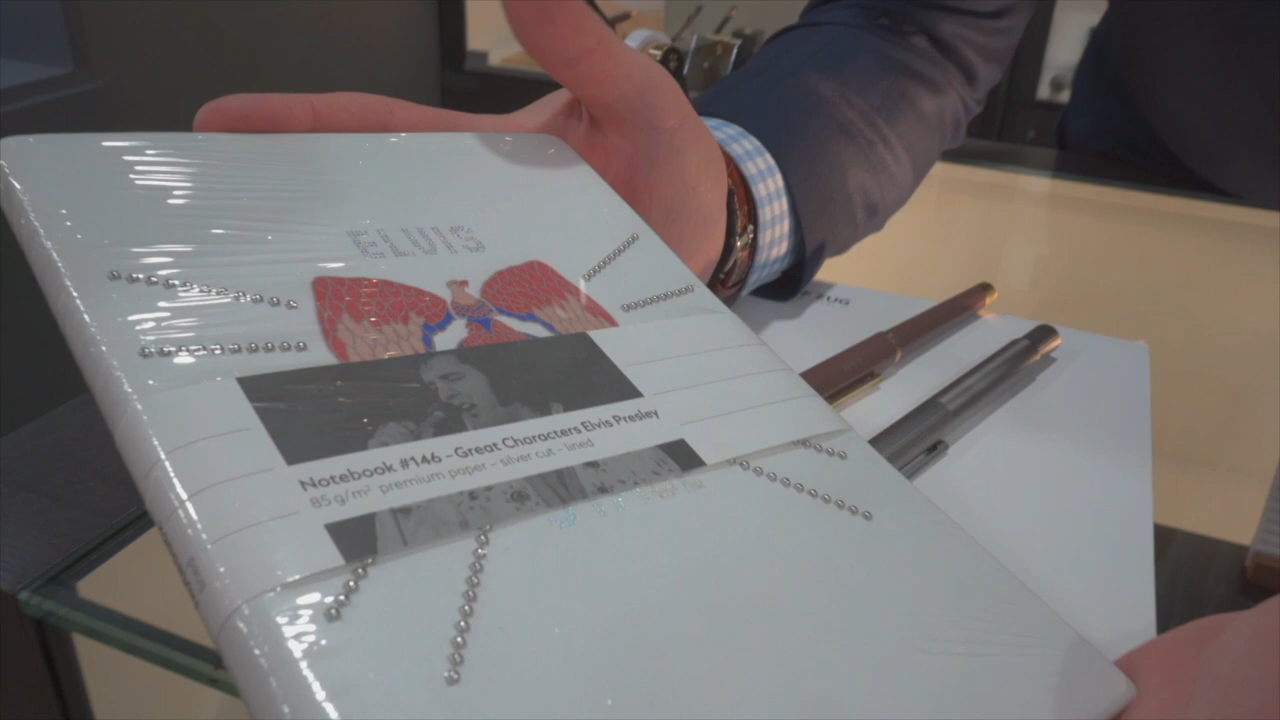 ELVIS
Notebook #146 – Great Characters Elvis Presley
85 g/m² premium paper – silver cut - lined